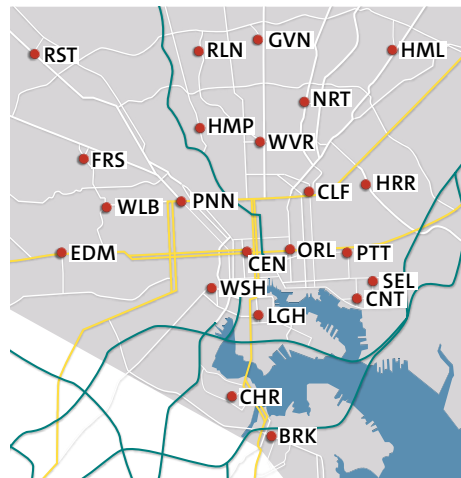 GVN
RST
RLN
HML
NRT
HMP
WVR
FRS
HRR
CLF
PNN
WLB
EDM
ORL
PTT
CEN
SEL
WSH
CNT
LGH
CHR
BRK